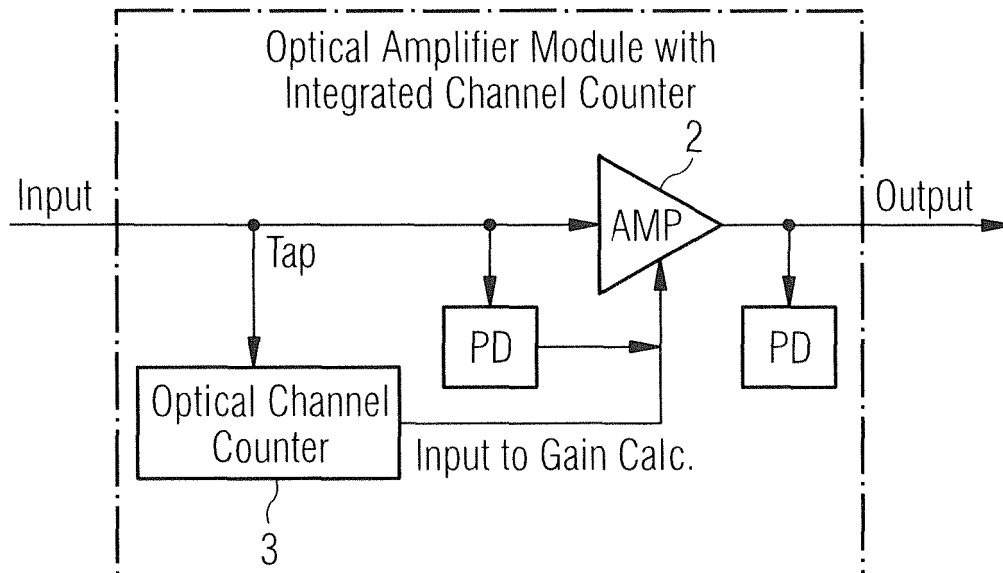 Optical Amplifier Module with
Integrated Channel Counter
2
Input
AMP
Output
Tap
PD
PD
Optical Channel
Counter
Input to Gain Calc.
3